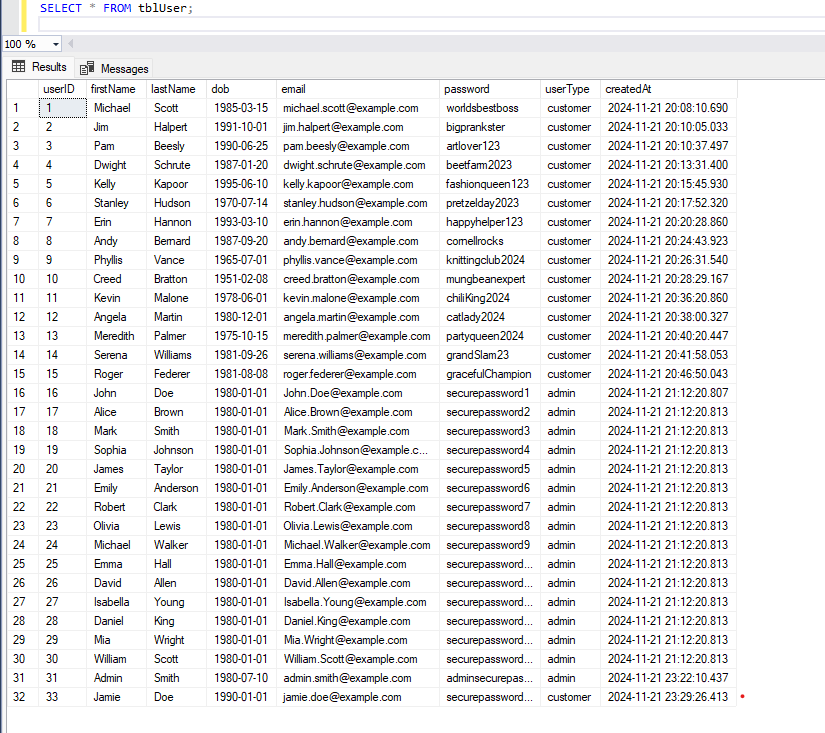 SELECT * FROM tblUser;
100 %
Results Messages
userID firstName lastName dob email password userType createdAt
1 1 Michael Scott 1985-03-15 michael.scott@example.com worldsbestboss customer 2024-11-21 20:08:10.690
2 2 Jim Halpert 1991-10-01 jim.halpert@example.com bigprankster customer 2024-11-21 20:10:05.033
3 3 Pam Beesly 1990-06-25 pam.beesly@example.com artlover123 customer 2024-11-21 20:10:37.497
4 4 Dwight Schrute 1987-01-20 dwight.schrute@example.com beetfarm2023 customer 2024-11-21 20:13:31.400
5 5 Kelly Kapoor 1995-06-10 kelly.kapoor@example.com fashionqueen123 customer 2024-11-21 20:15:45.930
6 6 Stanley Hudson 1970-07-14 stanley.hudson@example.com pretzelday2023 customer 2024-11-21 20:17:52.320
7 7 Erin Hannon 1993-03-10 erin.hannon@example.com happyhelper123 customer 2024-11-21 20:20:28.860
8 8 Andy Bernard 1987-09-20 andy.bernard@example.com cornellrocks customer 2024-11-21 20:24:43.923
9 9 Phyllis Vance 1965-07-01 phyllis.vance@example.com knittingclub2024 customer 2024-11-21 20:26:31.540
10 10 Creed Bratton 1951-02-08 creed.bratton@example.com mungbeanexpert customer 2024-11-21 20:28:29.167
11 11 Kevin Malone 1978-06-01 kevin.malone@example.com chiliKing2024 customer 2024-11-21 20:36:20.860
12 12 Angela Martin 1980-12-01 angela.martin@example.com catlady2024 customer 2024-11-21 20:38:00.327
13 13 Meredith Palmer 1975-10-15 meredith.palmer@example.com partyqueen2024 customer 2024-11-21 20:40:20.447
14 14 Serena Williams 1981-09-26 serena.williams@example.com grandSlam23 customer 2024-11-21 20:41:58.053
15 15 Roger Federer 1981-08-08 roger.federer@example.com gracefulChampion customer 2024-11-21 20:46:50.043
16 16 John Doe 1980-01-01 John.Doe@example.com securepassword1 admin 2024-11-21 21:12:20.807
17 17 Alice Brown 1980-01-01 Alice.Brown@example.com securepassword2 admin 2024-11-21 21:12:20.813
18 18 Mark Smith 1980-01-01 Mark.Smith@example.com securepassword3 admin 2024-11-21 21:12:20.813
19 19 Sophia Johnson 1980-01-01 Sophia.Johnson@example.c... securepassword4 admin 2024-11-21 21:12:20.813
20 20 James Taylor 1980-01-01 James.Taylor@example.com securepassword5 admin 2024-11-21 21:12:20.813
21 21 Emily Anderson 1980-01-01 Emily.Anderson@example.com securepassword6 admin 2024-11-21 21:12:20.813
22 22 Robert Clark 1980-01-01 Robert.Clark@example.com securepassword7 admin 2024-11-21 21:12:20.813
23 23 Olivia Lewis 1980-01-01 Olivia.Lewis@example.com securepassword8 admin 2024-11-21 21:12:20.813
24 24 Michael Walker 1980-01-01 Michael.Walker@example.com securepassword9 admin 2024-11-21 21:12:20.813
25 25 Emma Hall 1980-01-01 Emma.Hall@example.com securepassword... admin 2024-11-21 21:12:20.813
26 26 David Allen 1980-01-01 David.Allen@example.com securepassword... admin 2024-11-21 21:12:20.813
27 27 Isabella Young 1980-01-01 Isabella.Young@example.com securepassword... admin 2024-11-21 21:12:20.813
28 28 Daniel King 1980-01-01 Daniel.King@example.com securepassword... admin 2024-11-21 21:12:20.813
29 29 Mia Wright 1980-01-01 Mia.Wright@example.com securepassword... admin 2024-11-21 21:12:20.813
30 30 William Scott 1980-01-01 William.Scott@example.com securepassword... admin 2024-11-21 21:12:20.813
31 31 Admin Smith 1980-07-10 admin.smith@example.com adminsecurepas... admin 2024-11-21 23:22:10.437
32 33 Jamie Doe 1990-01-01 jamie.doe@example.com securepassword... customer 2024-11-21 23:29:26.413